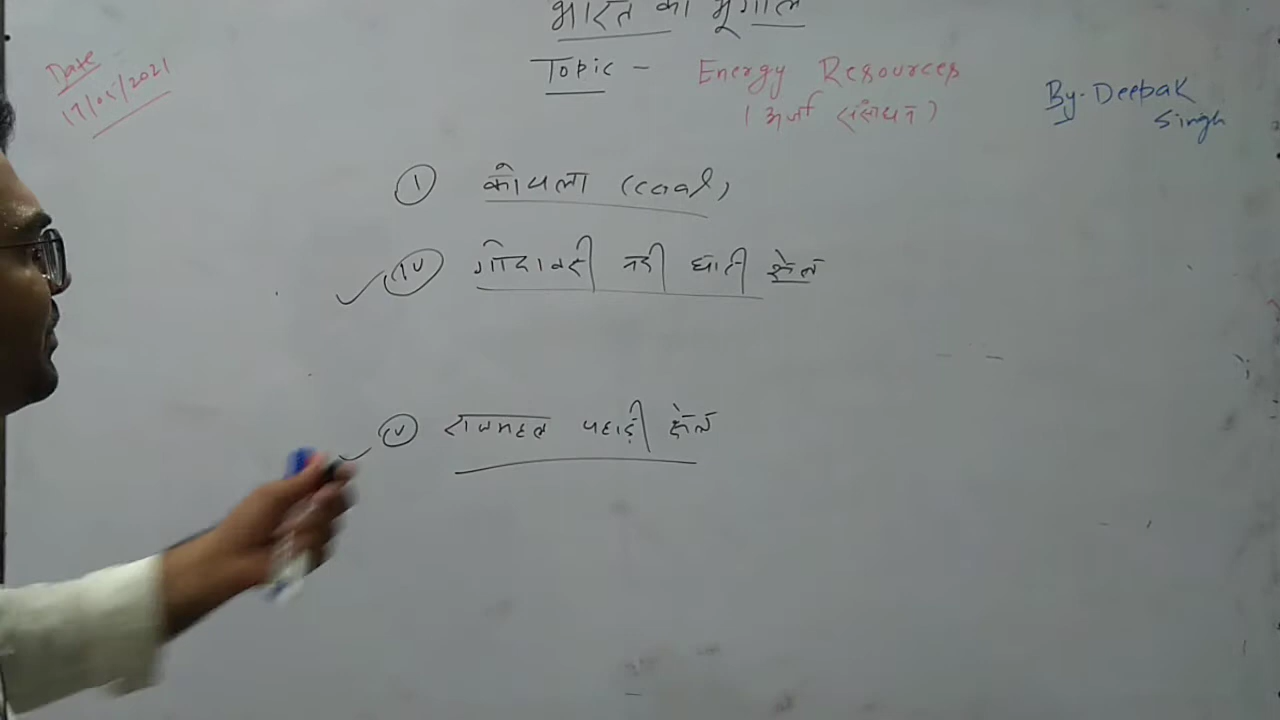 भारत का भूगोल
Topic - Energy Resources
(ऊर्जा संसाधन)
Date
17/05/2021
By. Deepak
Singh
① कोयला (coal)
(iv) गोदावरी नदी घाटी क्षेत्र
(v) राजमहल पहाड़ी क्षेत्र